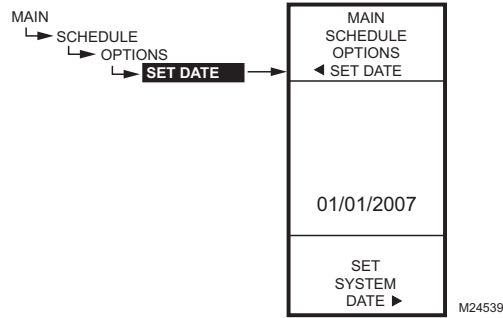 MAIN
SCHEDULE
OPTIONS
SET DATE
MAIN
SCHEDULE
OPTIONS
◀ SET DATE
01/01/2007
SET
SYSTEM
DATE ▶
M24539